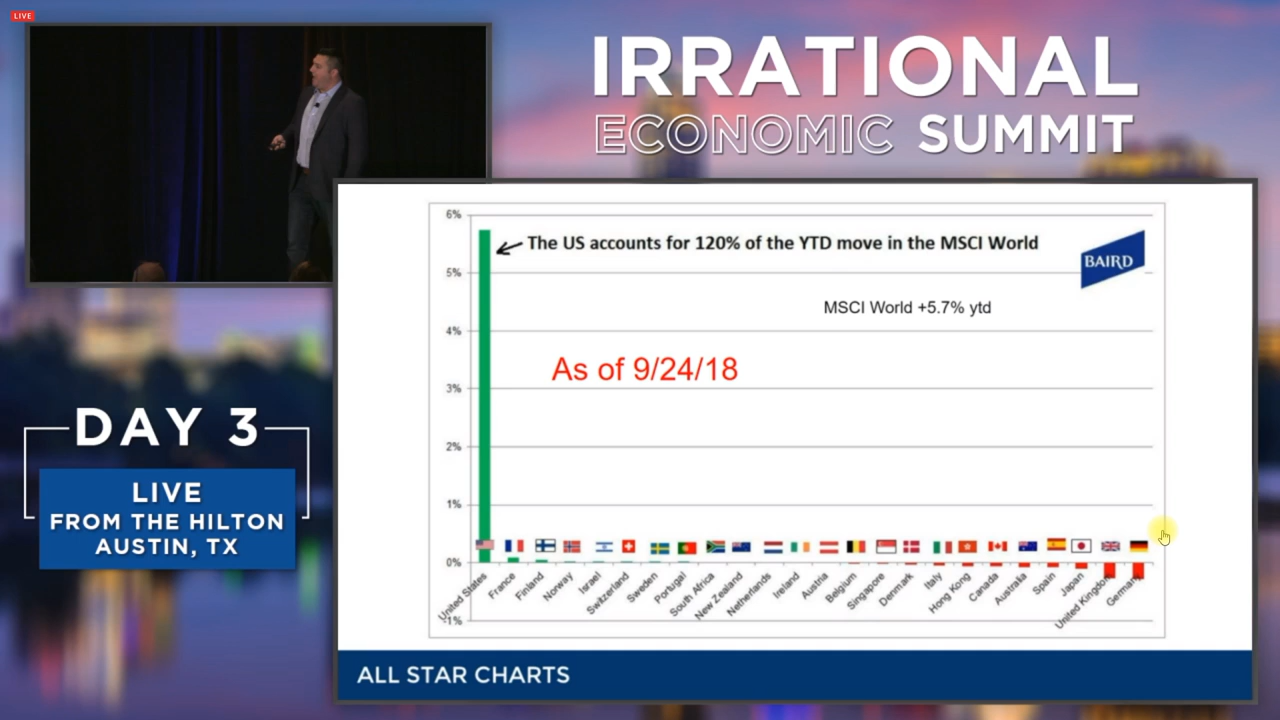 LIVE
IRRATIONAL
ECONOMIC SUMMIT
6%
The US accounts for 120% of the YTD move in the MSCI World
BAIRD
5%
MSCI World +5.7% ytd
4%
As of 9/24/18
3%
2%
1%
0%
-1%
United States
France
Finland
Norway
Israel
Switzerland
Sweden
Portugal
South Africa
New Zealand
Netherlands
Ireland
Austria
Belgium
Singapore
Denmark
Italy
Hong Kong
Canada
Australia
Spain
Japan
United Kingdom
Germany
ALL STAR CHARTS
DAY 3
LIVE
FROM THE HILTON
AUSTIN, TX